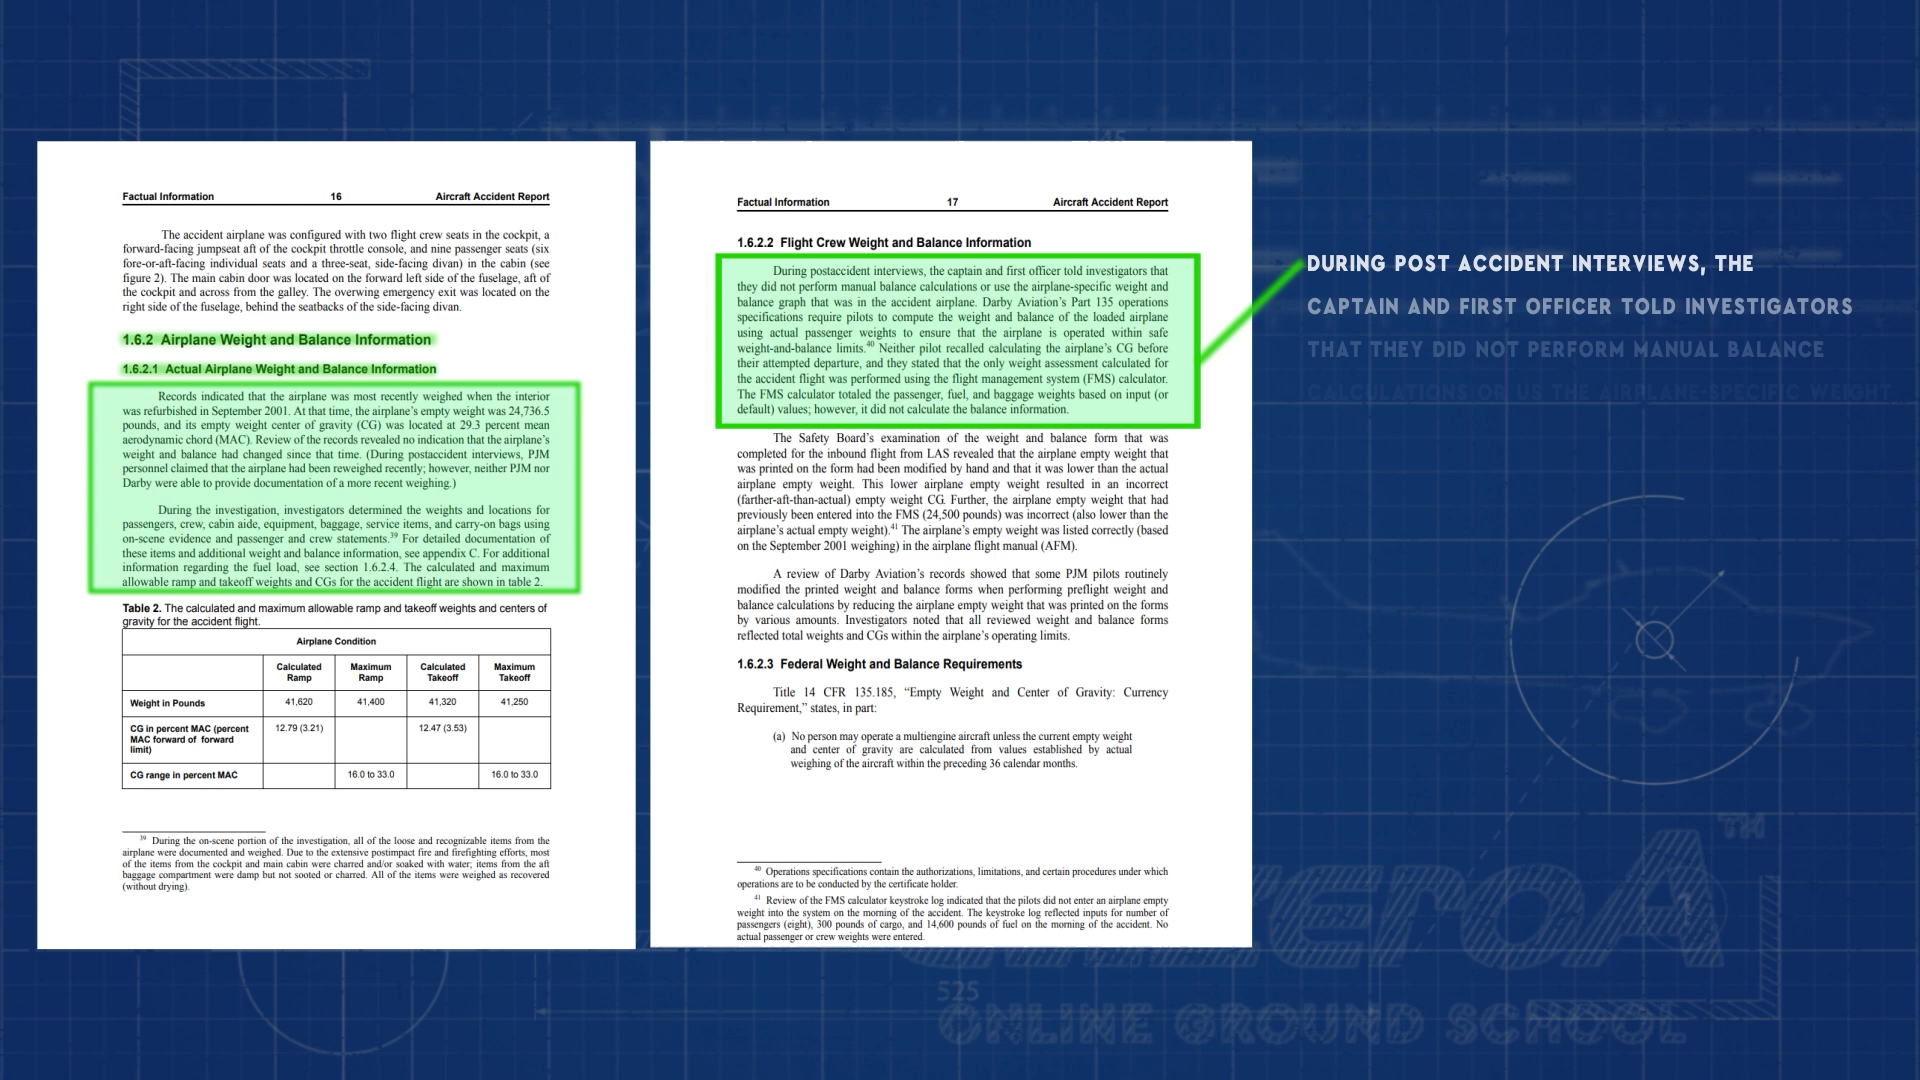 Factual Information 16 Aircraft Accident Report
The accident airplane was configured with two flight crew seats in the cockpit, a
forward-facing jumpseat aft of the cockpit throttle console, and nine passenger seats (six
fore-or-aft-facing individual seats and a three-seat, side-facing divan) in the cabin (see
figure 2). The main cabin door was located on the forward left side of the fuselage, aft of
the cockpit and across from the galley. The overwing emergency exit was located on the
right side of the fuselage, behind the seatbacks of the side-facing divan.
1.6.2 Airplane Weight and Balance Information
1.6.2.1 Actual Airplane Weight and Balance Information
Records indicated that the airplane was most recently weighed when the interior
was refurbished in September 2001. At that time, the airplane's empty weight was 24,736.5
pounds, and its empty weight center of gravity (CG) was located at 29.3 percent mean
aerodynamic chord (MAC). Review of the records revealed no indication that the airplane's
weight and balance had changed since that time. (During postaccident interviews, PJM
personnel claimed that the airplane had been reweighed recently; however, neither PJM nor
Darby were able to provide documentation of a more recent weighing.)
During the investigation, investigators determined the weights and locations for
passengers, crew, cabin aide, equipment, baggage, service items, and carry-on bags using
on-scene evidence and passenger and crew statements.39 For detailed documentation of
these items and additional weight and balance information, see appendix C. For additional
information regarding the fuel load, see section 1.6.2.4. The calculated and maximum
allowable ramp and takeoff weights and CGs for the accident flight are shown in table 2.
Table 2. The calculated and maximum allowable ramp and takeoff weights and centers of
gravity for the accident flight.
Airplane Condition
Calculated Maximum Calculated Maximum
Ramp Ramp Takeoff Takeoff
Weight in Pounds 41,620 41,400 41,320 41,250
CG in percent MAC (percent 12.79 (3.21) 12.47 (3.53)
MAC forward of forward
limit)
CG range in percent MAC 16.0 to 33.0 16.0 to 33.0
39 During the on-scene portion of the investigation, all of the loose and recognizable items from the
airplane were documented and weighed. Due to the extensive postimpact fire and firefighting efforts, most
of the items from the cockpit and main cabin were charred and/or soaked with water; items from the aft
baggage compartment were damp but not sooted or charred. All of the items were weighed as recovered
(without drying).
Factual Information 17 Aircraft Accident Report
1.6.2.2 Flight Crew Weight and Balance Information
During postaccident interviews, the captain and first officer told investigators that
they did not perform manual balance calculations or use the airplane-specific weight and
balance graph that was in the accident airplane. Darby Aviation's Part 135 operations
specifications require pilots to compute the weight and balance of the loaded airplane
using actual passenger weights to ensure that the airplane is operated within safe
weight-and-balance limits.40 Neither pilot recalled calculating the airplane's CG before
their attempted departure, and they stated that the only weight assessment calculated for
the accident flight was performed using the flight management system (FMS) calculator.
The FMS calculator totaled the passenger, fuel, and baggage weights based on input (or
default) values; however, it did not calculate the balance information.
The Safety Board's examination of the weight and balance form that was
completed for the inbound flight from LAS revealed that the airplane empty weight that
was printed on the form had been modified by hand and that it was lower than the actual
airplane empty weight. This lower airplane empty weight resulted in an incorrect
(farther-aft-than-actual) empty weight CG. Further, the airplane empty weight that had
previously been entered into the FMS (24,500 pounds) was incorrect (also lower than the
airplane's actual empty weight).41 The airplane's empty weight was listed correctly (based
on the September 2001 weighing) in the airplane flight manual (AFM).
A review of Darby Aviation's records showed that some PJM pilots routinely
modified the printed weight and balance forms when performing preflight weight and
balance calculations by reducing the airplane empty weight that was printed on the forms
by various amounts. Investigators noted that all reviewed weight and balance forms
reflected total weights and CGs within the airplane's operating limits.
1.6.2.3 Federal Weight and Balance Requirements
Title 14 CFR 135.185, “Empty Weight and Center of Gravity: Currency
Requirement,” states, in part:
(a) No person may operate a multiengine aircraft unless the current empty weight
and center of gravity are calculated from values established by actual
weighing of the aircraft within the preceding 36 calendar months.
40 Operations specifications contain the authorizations, limitations, and certain procedures under which
operations are to be conducted by the certificate holder.
41 Review of the FMS calculator keystroke log indicated that the pilots did not enter an airplane empty
weight into the system on the morning of the accident. The keystroke log reflected inputs for number of
passengers (eight), 300 pounds of cargo, and 14,600 pounds of fuel on the morning of the accident. No
actual passenger or crew weights were entered.
DURING POST ACCIDENT INTERVIEWS, THE
CAPTAIN AND FIRST OFFICER TOLD INVESTIGATORS
THAT THEY DID NOT PERFORM MANUAL BALANCE
CALCULATIONS OR US THE AIRPLANE-SPECIFIC WEIGHT
45
TM
525
ONLINE GROUND SCHOOL